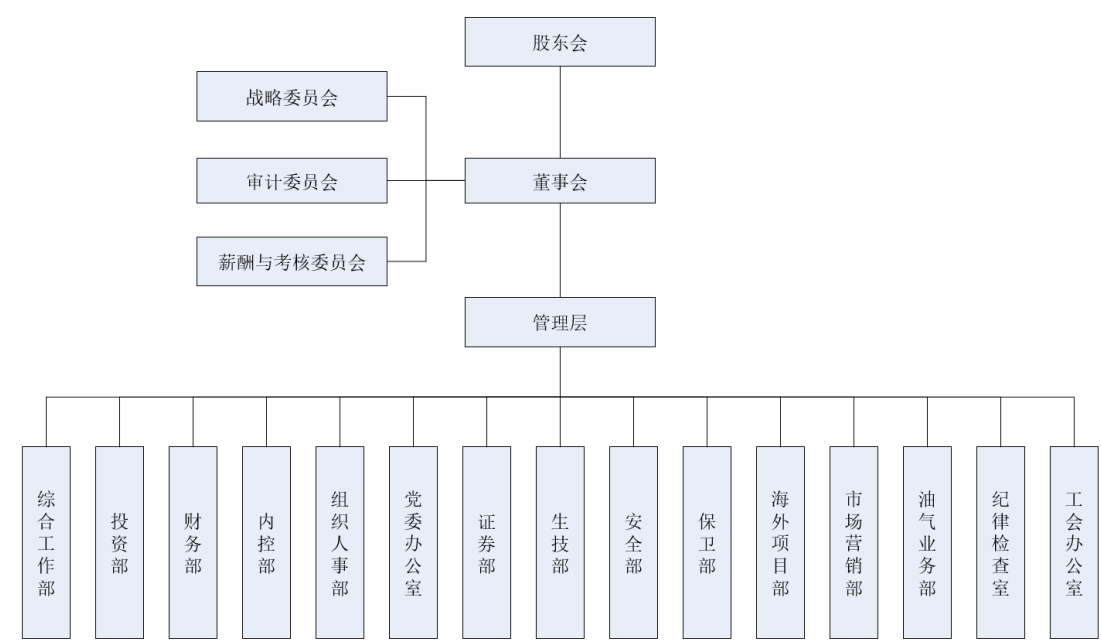 股东会
战略委员会
审计委员会
董事会
薪酬与考核委员会
管理层
综合工作部
投资部
财务部
内控部
组织人事部
党委办公室
证券部
生技部
安全部
保卫部
海外项目部
市场营销部
油气业务部
纪律检查室
工会办公室